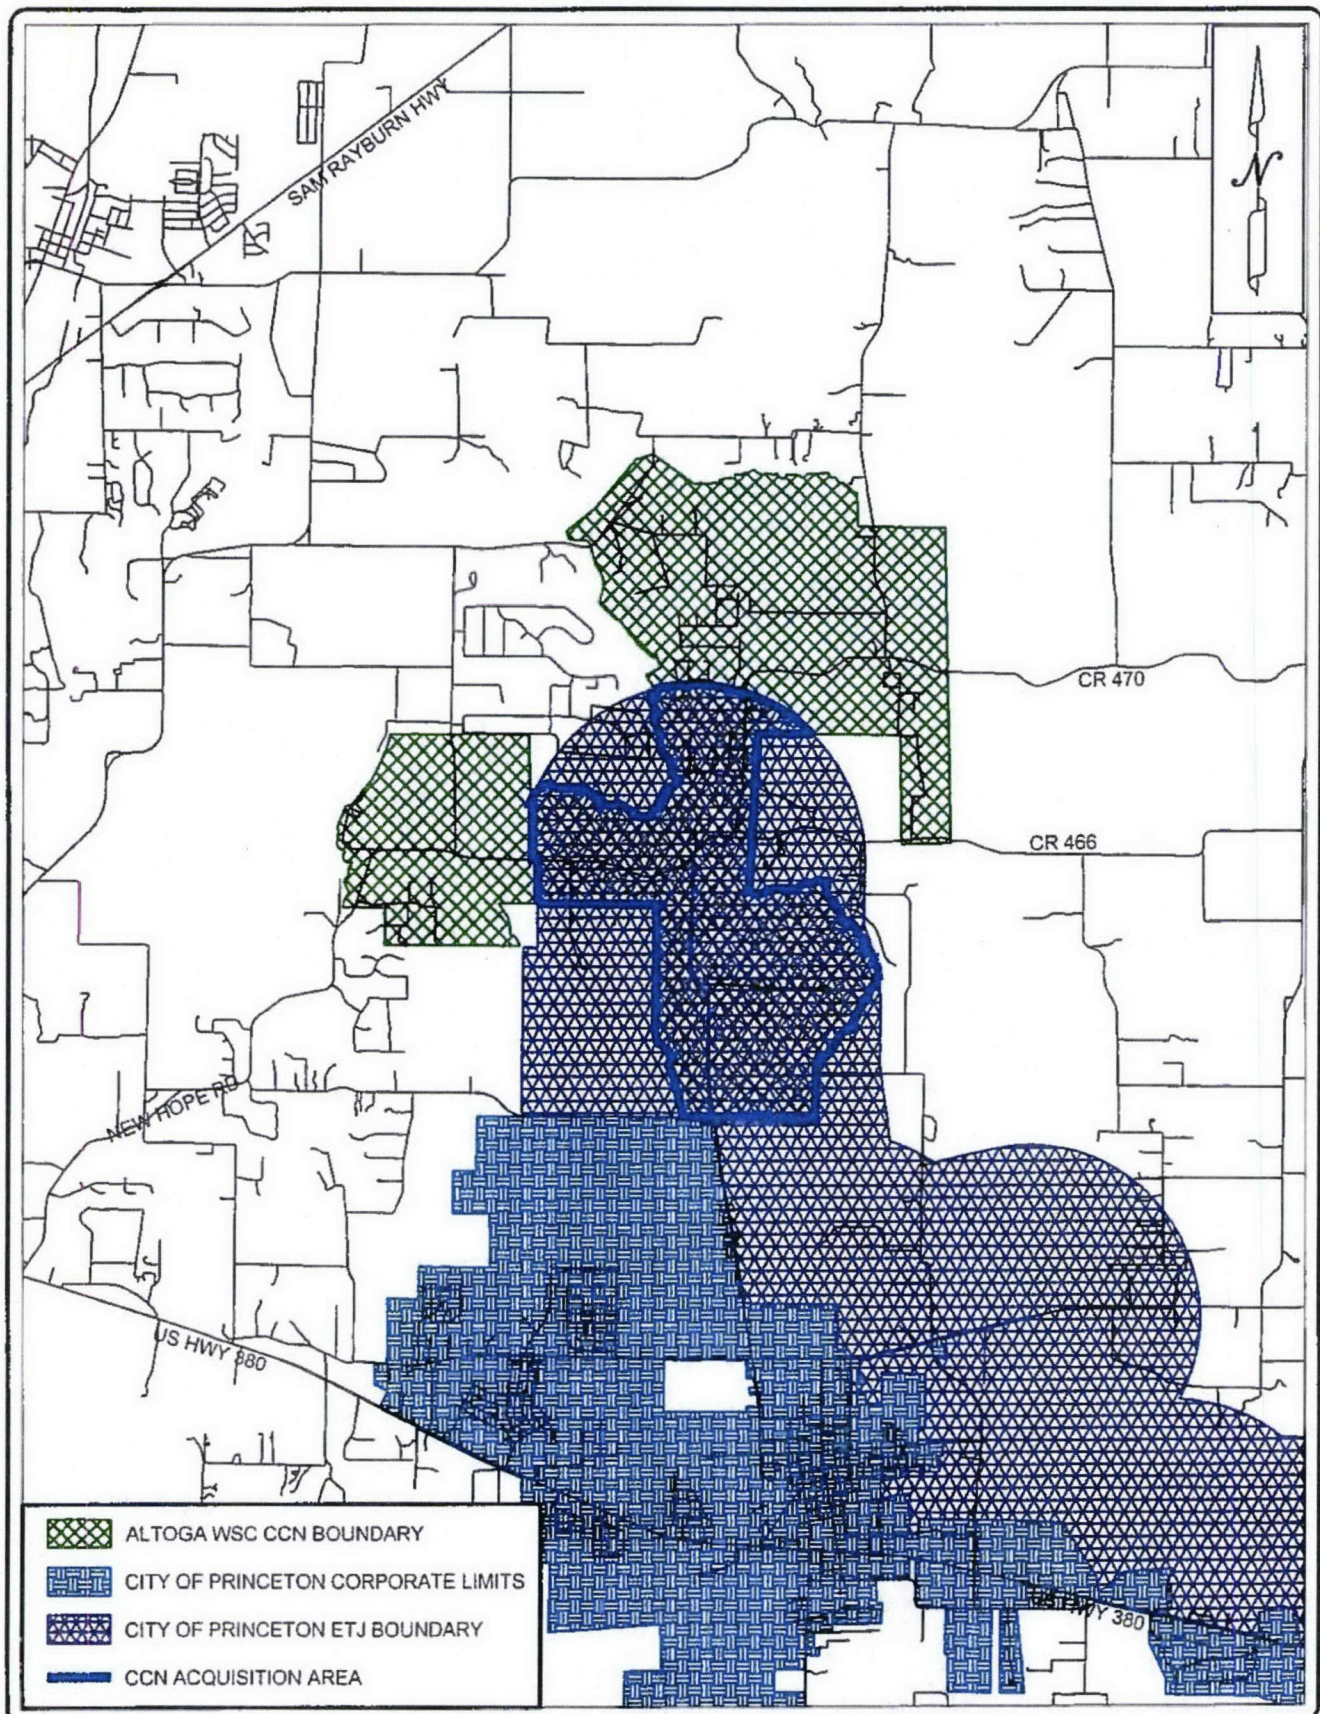 SAM RAYBURN HWY
N
CR 470
CR 466
NEW HOPE RD
US HWY 380
US HWY 380
ALTOGA WSC CCN BOUNDARY
CITY OF PRINCETON CORPORATE LIMITS
CITY OF PRINCETON ETJ BOUNDARY
CCN ACQUISITION AREA